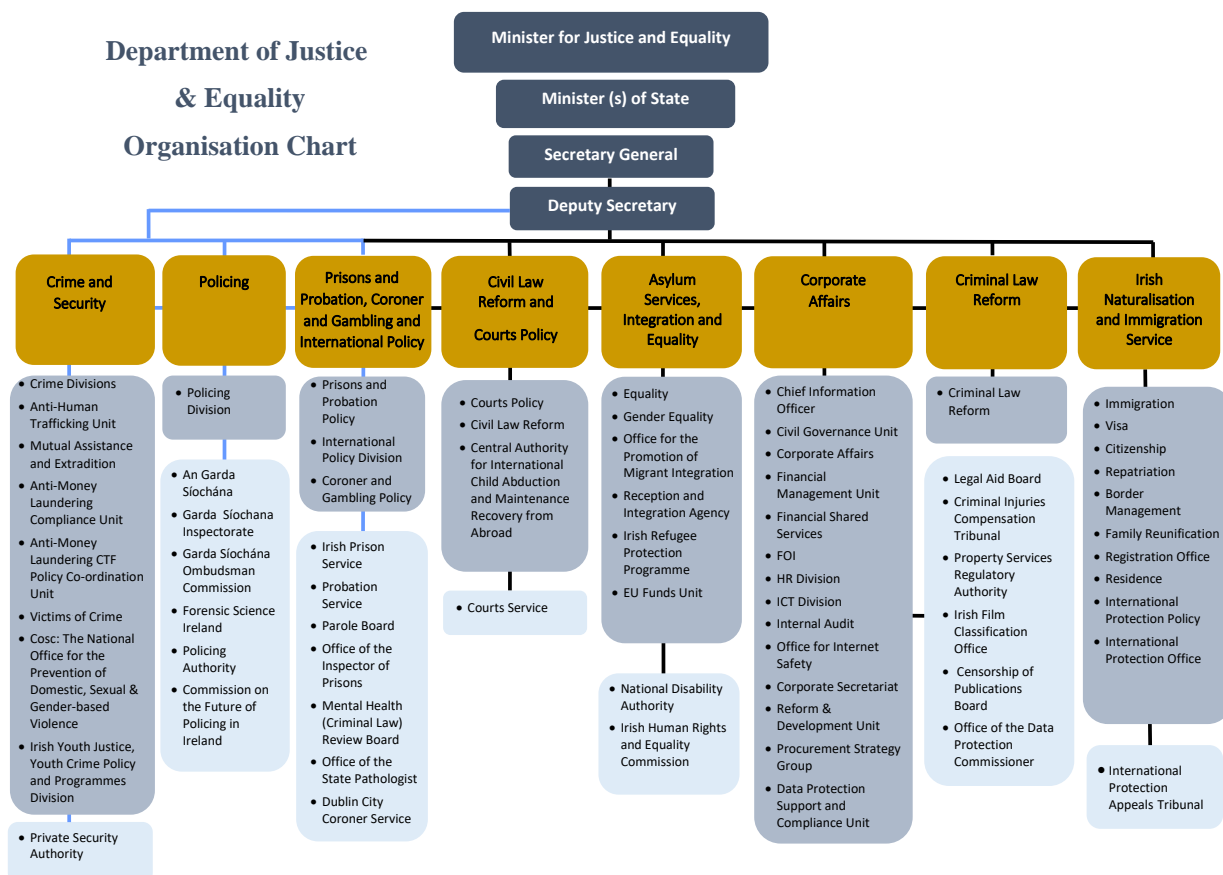 Department of Justice
& Equality
Organisation Chart
Minister for Justice and Equality
Minister (s) of State
Secretary General
Deputy Secretary
Crime and
Security
• Crime Divisions
• Anti-Human
Trafficking Unit
• Mutual Assistance
and Extradition
• Anti-Money
Laundering
Compliance Unit
• Anti-Money
Laundering CTF
Policy Co-ordination
Unit
• Victims of Crime
• Cosc: The National
Office for the
Prevention of
Domestic, Sexual &
Gender-based
Violence
• Irish Youth Justice,
Youth Crime Policy
and Programmes
Division
• Private Security
Authority
Policing
• Policing
Division
• An Garda
Síochána
• Garda Síochana
Inspectorate
• Garda Síochána
Ombudsman
Commission
• Forensic Science
Ireland
• Policing
Authority
• Commission on
the Future of
Policing in
Ireland
Prisons and
Probation, Coroner
and Gambling and
International Policy
• Prisons and
Probation
Policy
• International
Policy Division
• Coroner and
Gambling Policy
• Irish Prison
Service
• Probation
Service
• Parole Board
• Office of the
Inspector of
Prisons
• Mental Health
(Criminal Law)
Review Board
• Office of the
State Pathologist
• Dublin City
Coroner Service
Civil Law
Reform and
Courts Policy
• Courts Policy
• Civil Law Reform
• Central Authority
for International
Child Abduction
and Maintenance
Recovery from
Abroad
• Courts Service
Asylum
Services,
Integration and
Equality
• Equality
• Gender Equality
• Office for the
Promotion of
Migrant Integration
• Reception and
Integration Agency
• Irish Refugee
Protection
Programme
• EU Funds Unit
• National Disability
Authority
• Irish Human Rights
and Equality
Commission
Corporate
Affairs
• Chief Information
Officer
• Civil Governance Unit
• Corporate Affairs
• Financial
Management Unit
• Financial Shared
Services
• FOI
• HR Division
• ICT Division
• Internal Audit
• Office for Internet
Safety
• Corporate Secretariat
• Reform &
Development Unit
• Procurement Strategy
Group
• Data Protection
Support and
Compliance Unit
Criminal Law
Reform
• Criminal Law
Reform
• Legal Aid Board
• Criminal Injuries
Compensation
Tribunal
• Property Services
Regulatory
Authority
• Irish Film
Classification
Office
• Censorship of
Publications
Board
• Office of the Data
Protection
Commissioner
Irish
Naturalisation
and Immigration
Service
• Immigration
• Visa
• Citizenship
• Repatriation
• Border
Management
• Family Reunification
• Registration Office
• Residence
• International
Protection Policy
• International
Protection Office
• International
Protection
Appeals Tribunal